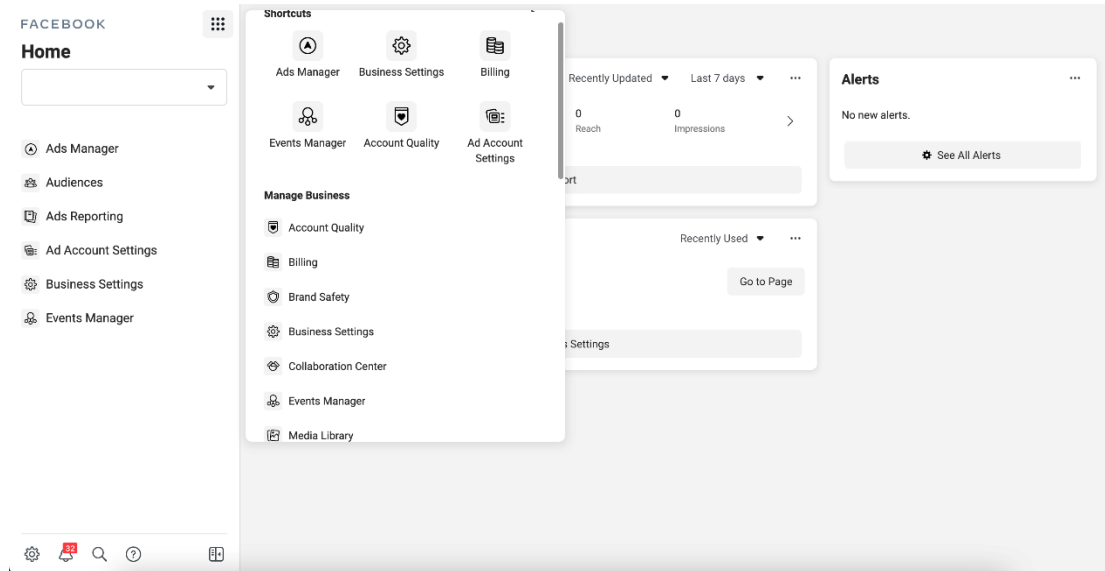 FACEBOOK
Home
Ads Manager
Audiences
Ads Reporting
Ad Account Settings
Business Settings
Events Manager
32
Shortcuts
Ads Manager
Business Settings
Billing
Events Manager
Account Quality
Ad Account
Settings
Manage Business
Account Quality
Billing
Brand Safety
Business Settings
Collaboration Center
Events Manager
Media Library
Recently Updated
Last 7 days
0
Reach
0
Impressions
Recently Used
Go to Page
Settings
Alerts
No new alerts.
See All Alerts